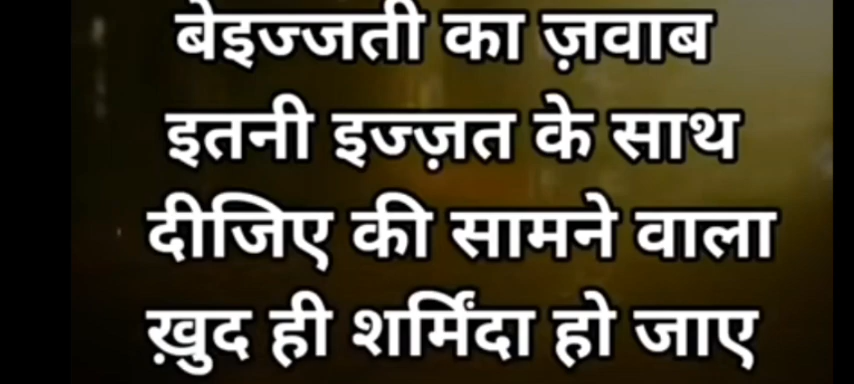 बेइज्जती का ज़वाब
इतनी इज्ज़त के साथ
दीजिए की सामने वाला
ख़ुद ही शर्मिंदा हो जाए